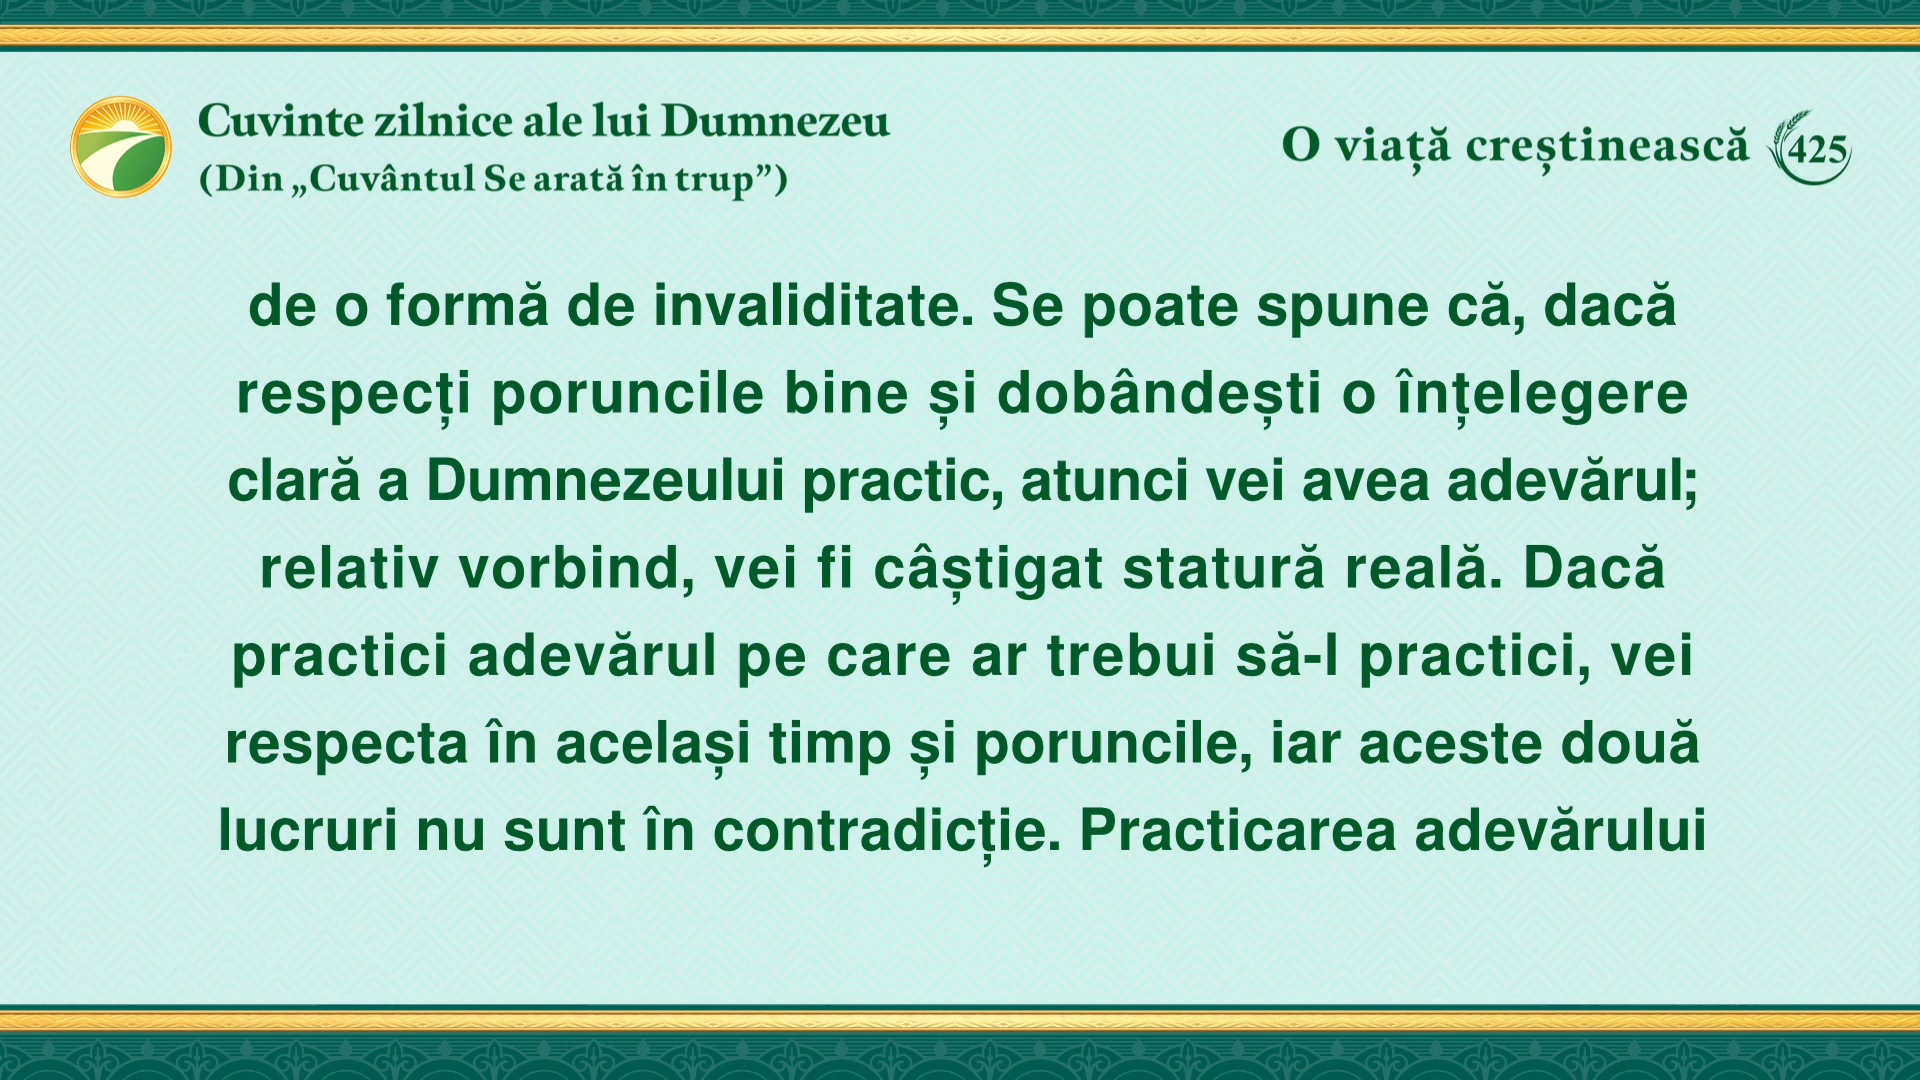 Cuvinte zilnice ale lui Dumnezeu
(Din „Cuvântul Se arată în trup”)
O viață creștinească 425
de o formă de invaliditate. Se poate spune că, dacă
respecți poruncile bine și dobândești o înțelegere
clară a Dumnezeului practic, atunci vei avea adevărul;
relativ vorbind, vei fi câștigat statură reală. Dacă
practici adevărul pe care ar trebui să-l practici, vei
respecta în același timp și poruncile, iar aceste două
lucruri nu sunt în contradicție. Practicarea adevărului